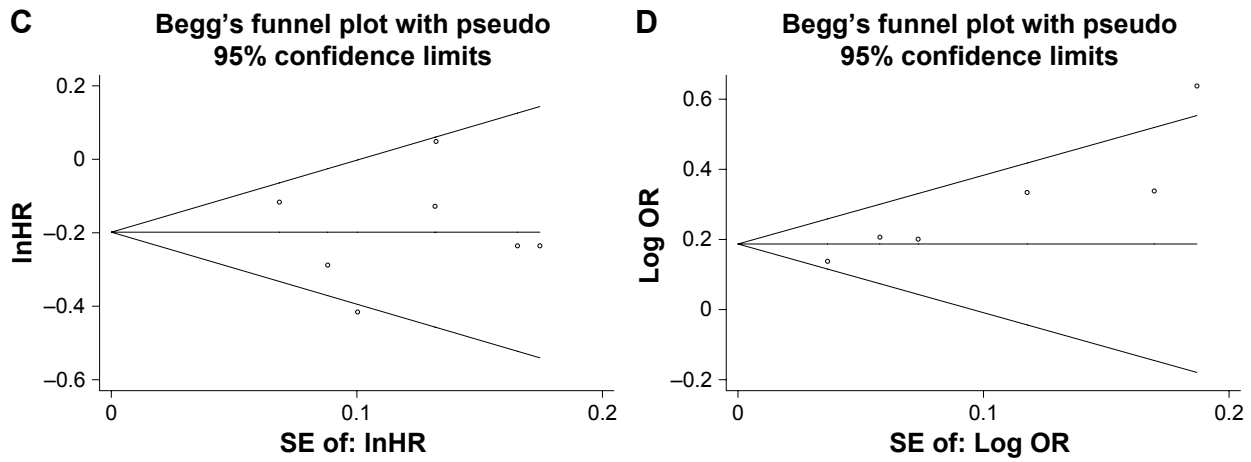 C
Begg’s funnel plot with pseudo
95% confidence limits
lnHR
0.2
0
–0.2
–0.4
–0.6
0
0.1
0.2
SE of: lnHR
D
Begg’s funnel plot with pseudo
95% confidence limits
Log OR
0.6
0.4
0.2
0
–0.2
0
0.1
0.2
SE of: Log OR